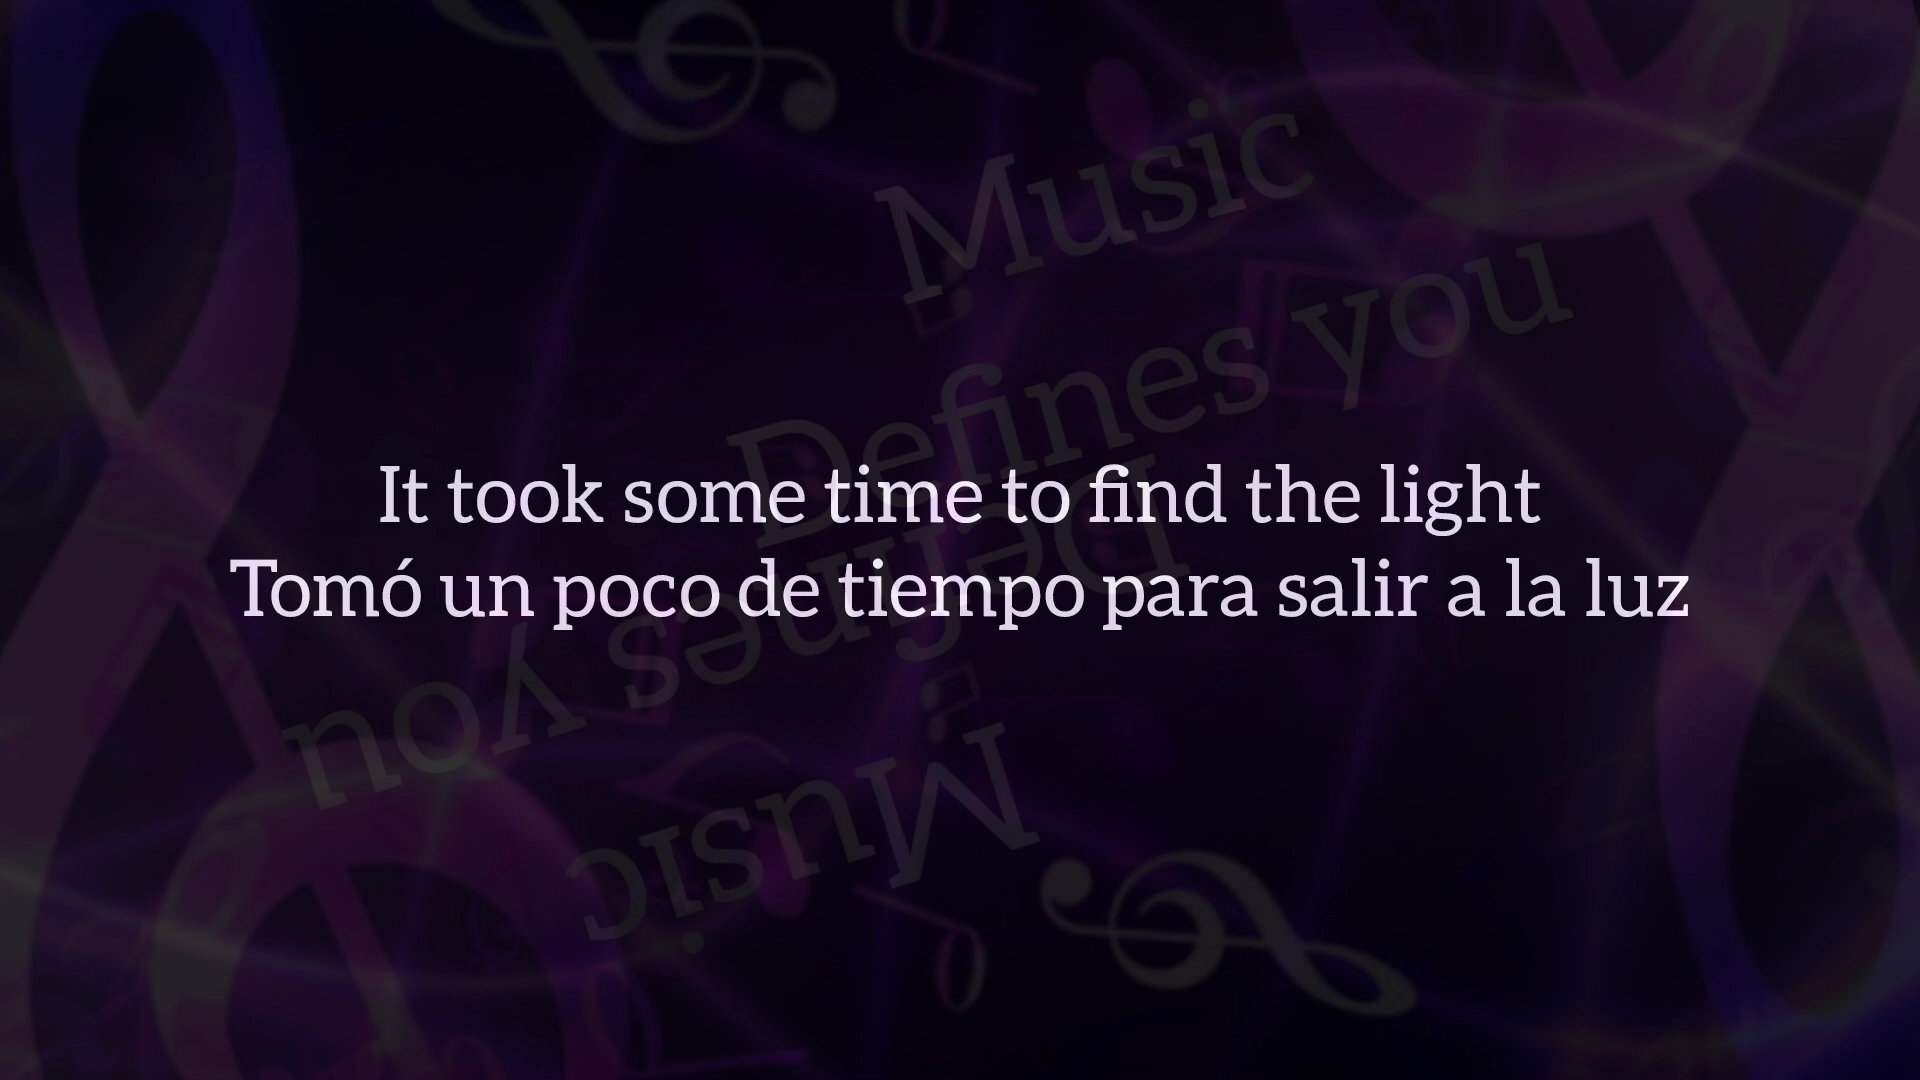 Music
Defines you
It took some time to find the light
Tomó un poco de tiempo para salir a la luz
Defines you
Music